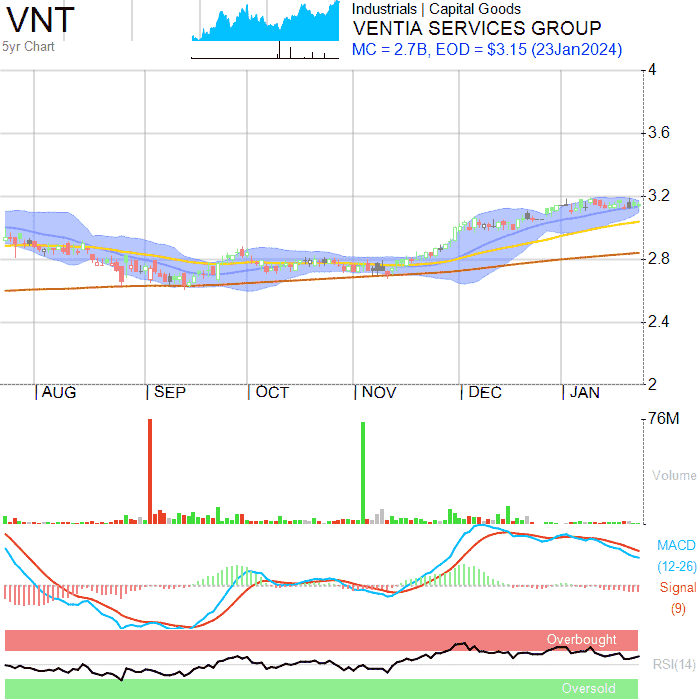 VNT
5yr Chart
Industrials | Capital Goods
VENTIA SERVICES GROUP
MC = 2.7B, EOD = $3.15 (23Jan2024)
4
3.6
3.2
2.8
2.4
2
|AUG |SEP |OCT |NOV |DEC |JAN
76M
Volume
MACD
(12-26)
Signal
(9)
Overbought
RSI(14)
Oversold